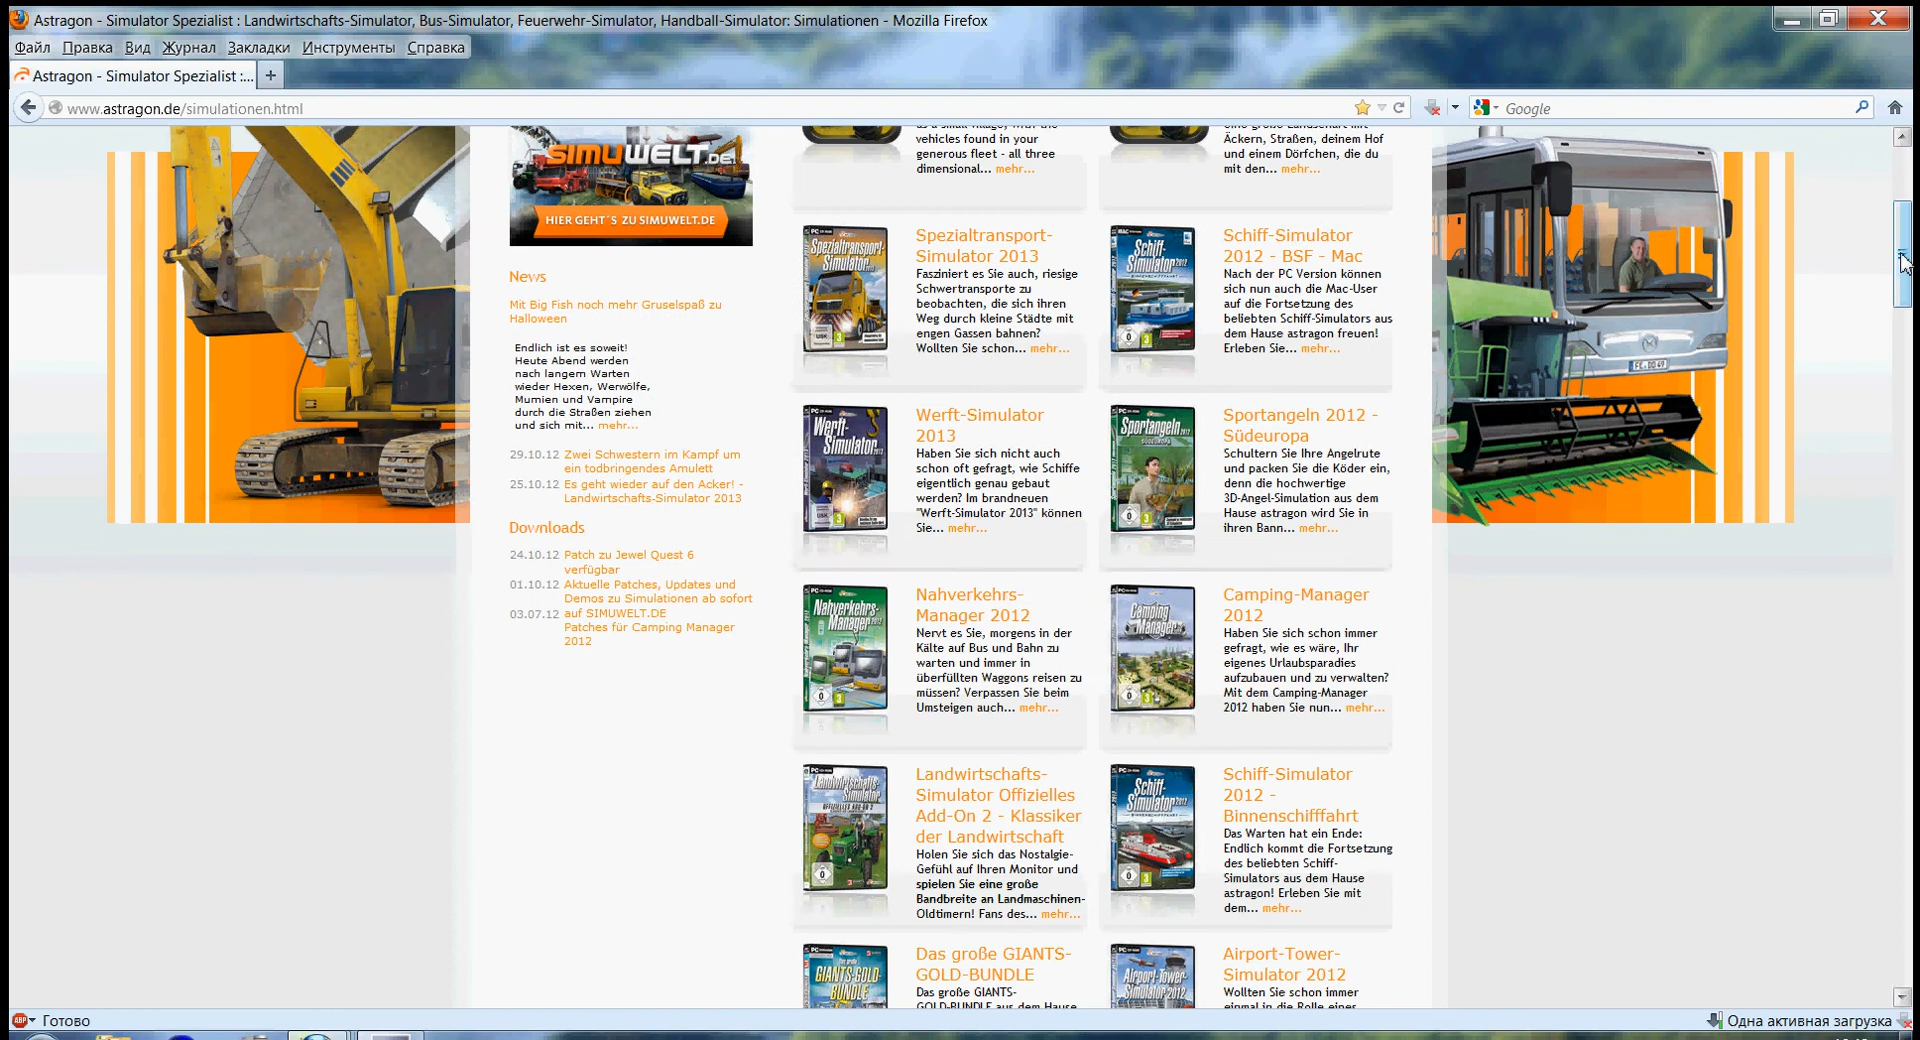 Astragon - Simulator Spezialist : Landwirtschafts-Simulator, Bus-Simulator, Feuerwehr-Simulator, Handball-Simulator: Simulationen - Mozilla Firefox
Файл Правка Вид Журнал Закладки Инструменты Справка
Astragon - Simulator Spezialist :...
www.astragon.de/simulationen.html
Google
SIMUWELT.DE
HIER GEHT´S ZU SIMUWELT.DE
News
Mit Big Fish noch mehr Gruselspaß zu
Halloween
Endlich ist es soweit!
Heute Abend werden
nach langem Warten
wieder Hexen, Werwölfe,
Mumien und Vampire
durch die Straßen ziehen
und sich mit... mehr...
29.10.12 Zwei Schwestern im Kampf um
ein todbringendes Amulett
25.10.12 Es geht wieder auf den Acker! -
Landwirtschafts-Simulator 2013
Downloads
24.10.12 Patch zu Jewel Quest 6
verfügbar
01.10.12 Aktuelle Patches, Updates und
Demos zu Simulationen ab sofort
03.07.12 auf SIMUWELT.DE
Patches für Camping Manager
2012
vehicles found in your
generous fleet - all three
dimensional... mehr...
Äckern, Straßen, deinem Hof
und einem Dörfchen, die du
mit den... mehr...
Spezialtransport-
Simulator 2013
Fasziniert es Sie auch, riesige
Schwertransporte zu
beobachten, die sich ihren
Weg durch kleine Städte mit
engen Gassen bahnen?
Wollten Sie schon... mehr...
Schiff-Simulator
2012 - BSF - Mac
Nach der PC Version können
sich nun auch die Mac-User
auf die Fortsetzung des
beliebten Schiff-Simulators aus
dem Hause astragon freuen!
Erleben Sie... mehr...
Werft-Simulator
2013
Haben Sie sich nicht auch
schon oft gefragt, wie Schiffe
eigentlich genau gebaut
werden? Im brandneuen
"Werft-Simulator 2013" können
Sie... mehr...
Sportangeln 2012 -
Südeuropa
Schultern Sie Ihre Angelrute
und packen Sie die Köder ein,
denn die hochwertige
3D-Angel-Simulation aus dem
Hause astragon wird Sie in
ihren Bann... mehr...
Nahverkehrs-
Manager 2012
Nervt es Sie, morgens in der
Kälte auf Bus und Bahn zu
warten und immer in
überfüllten Waggons reisen zu
müssen? Verpassen Sie beim
Umsteigen auch... mehr...
Camping-Manager
2012
Haben Sie sich schon immer
gefragt, wie es wäre, Ihr
eigenes Urlaubsparadies
aufzubauen und zu verwalten?
Mit dem Camping-Manager
2012 haben Sie nun... mehr...
Landwirtschafts-
Simulator Offizielles
Add-On 2 - Klassiker
der Landwirtschaft
Holen Sie sich das Nostalgie-
Gefühl auf Ihren Monitor und
spielen Sie eine große
Bandbreite an Landmaschinen-
Oldtimern! Fans des... mehr...
Schiff-Simulator
2012 -
Binnenschifffahrt
Das Warten hat ein Ende:
Endlich kommt die Fortsetzung
des beliebten Schiff-
Simulators aus dem Hause
astragon! Erleben Sie mit
dem... mehr...
Das große GIANTS-
GOLD-BUNDLE
Das große GIANTS-
Airport-Tower-
Simulator 2012
Wollten Sie schon immer
Готово
Одна активная загрузка